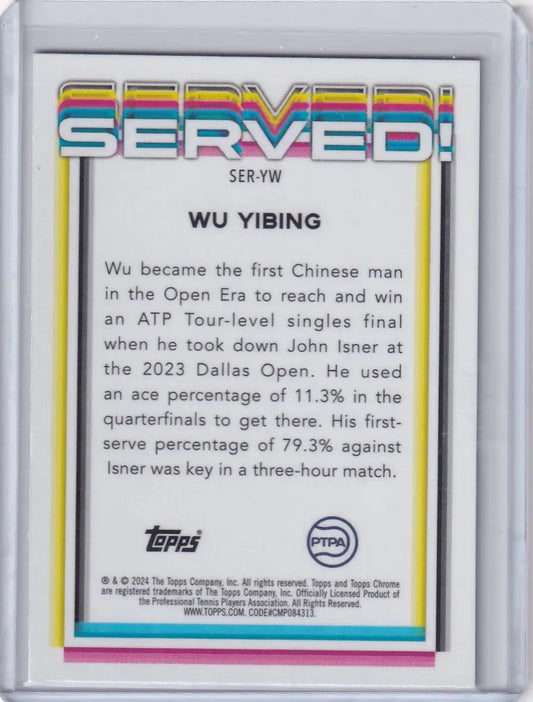 SERVED!
SER-YW
WU YIBING
Wu became the first Chinese man
in the Open Era to reach and win
an ATP Tour-level singles final
when he took down John Isner at
the 2023 Dallas Open. He used
an ace percentage of 11.3% in the
quarterfinals to get there. His first-
serve percentage of 79.3% against
Isner was key in a three-hour match.
Topps®
PTPA
® & © 2024 The Topps Company, Inc. All rights reserved. Topps and Topps Chrome
are registered trademarks of The Topps Company, Inc. Officially Licensed Product of
the Professional Tennis Players Association. All Rights Reserved.
WWW.TOPPS.COM. CODE#CMP084313.